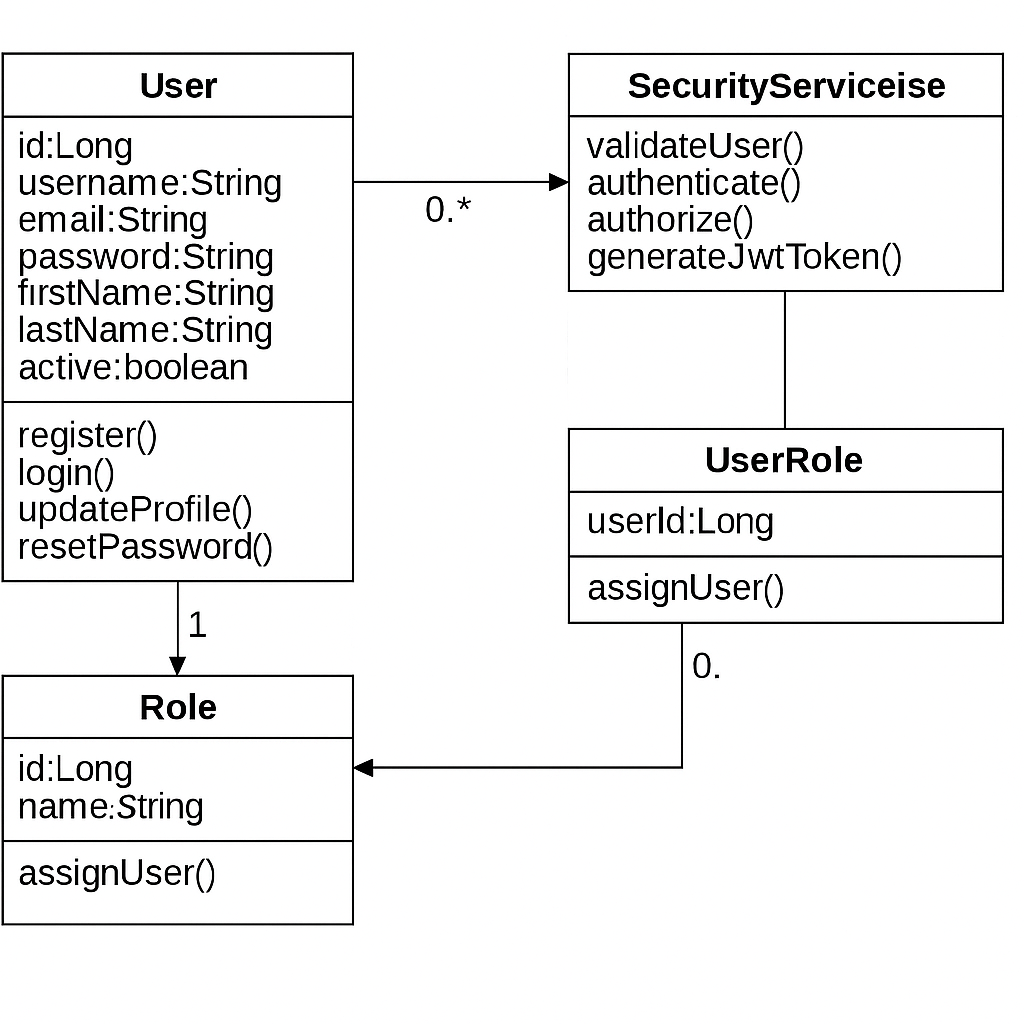 User
id:Long
username:String
email:String
password:String
firstName:String
lastName:String
active:boolean
register()
login()
updateProfile()
resetPassword()
0.*
SecurityServiceise
validateUser()
authenticate()
authorize()
generateJwtToken()
UserRole
userId:Long
assignUser()
1
0.
Role
id:Long
name:String
assignUser()